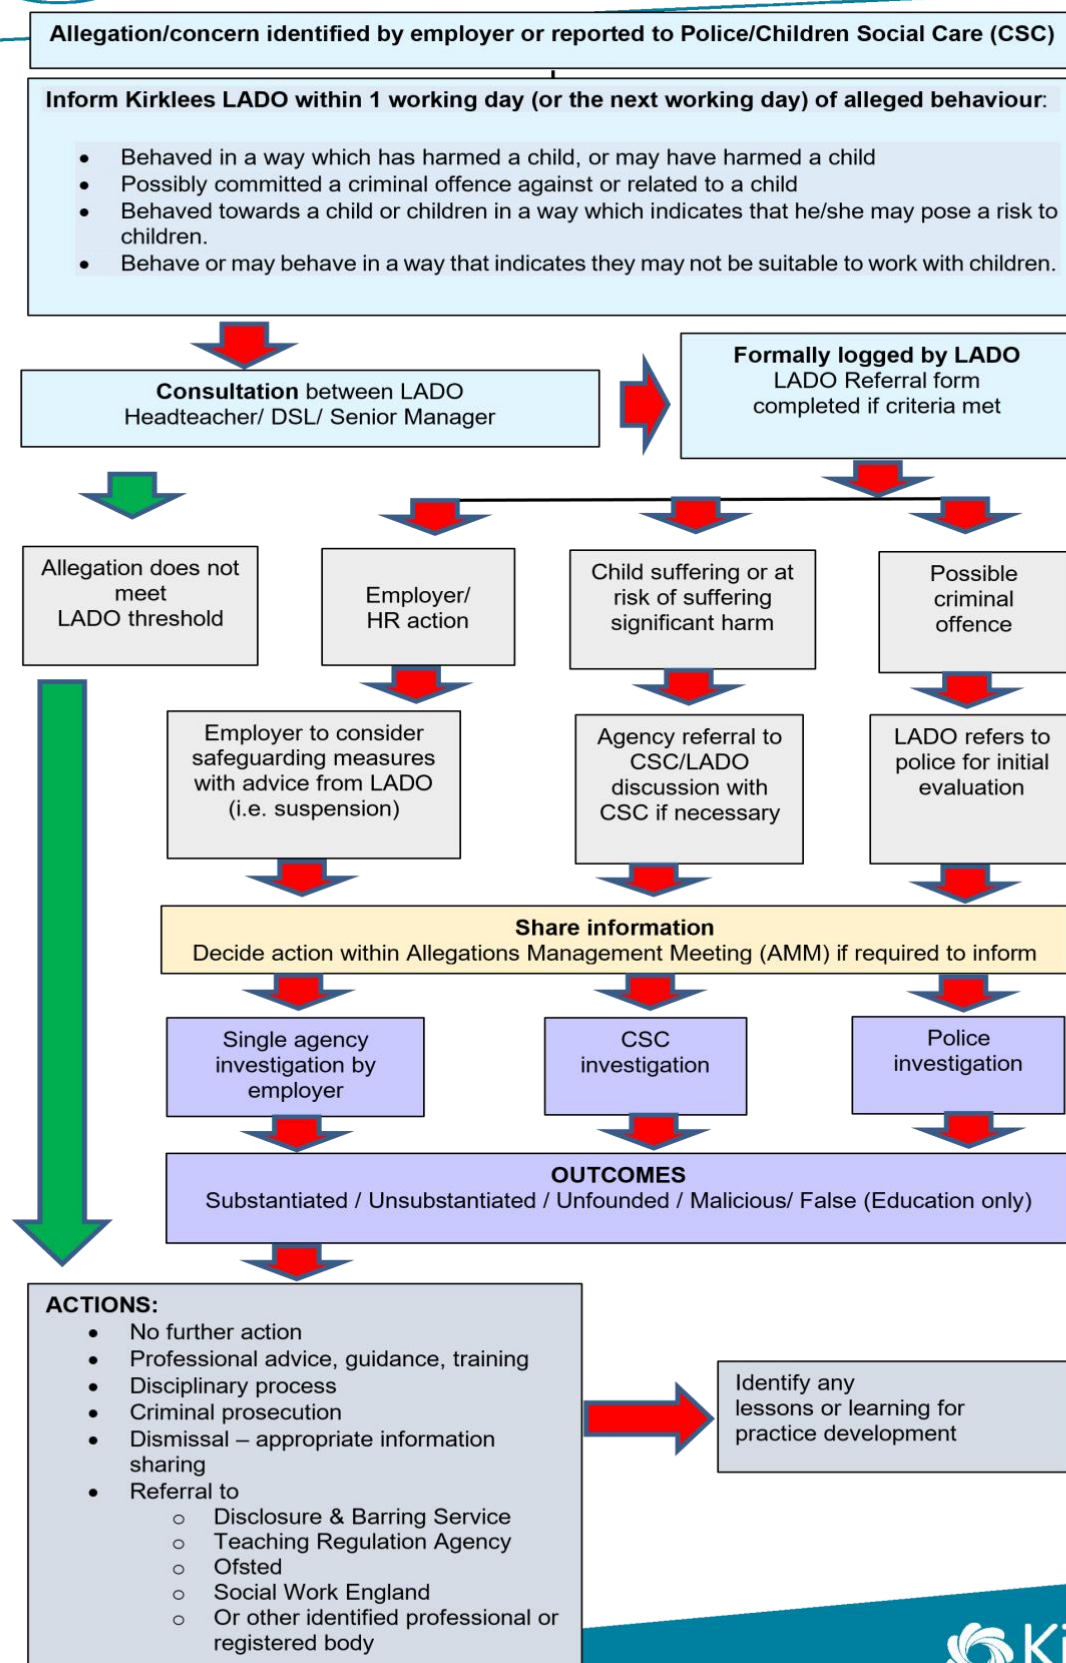 Allegation/concern identified by employer or reported to Police/Children Social Care (CSC)
Inform Kirklees LADO within 1 working day (or the next working day) of alleged behaviour:
• Behaved in a way which has harmed a child, or may have harmed a child
• Possibly committed a criminal offence against or related to a child
• Behaved towards a child or children in a way which indicates that he/she may pose a risk to
children.
• Behave or may behave in a way that indicates they may not be suitable to work with children.
Consultation between LADO
Headteacher/ DSL/ Senior Manager
Formally logged by LADO
LADO Referral form
completed if criteria met
Allegation does not
meet
LADO threshold
Employer/
HR action
Child suffering or at
risk of suffering
significant harm
Possible
criminal
offence
Employer to consider
safeguarding measures
with advice from LADO
(i.e. suspension)
Agency referral to
CSC/LADO
discussion with
CSC if necessary
LADO refers to
police for initial
evaluation
Share information
Decide action within Allegations Management Meeting (AMM) if required to inform
Single agency
investigation by
employer
CSC
investigation
Police
investigation
OUTCOMES
Substantiated / Unsubstantiated / Unfounded / Malicious/ False (Education only)
ACTIONS:
• No further action
• Professional advice, guidance, training
• Disciplinary process
• Criminal prosecution
• Dismissal – appropriate information
sharing
• Referral to
o Disclosure & Barring Service
o Teaching Regulation Agency
o Ofsted
o Social Work England
o Or other identified professional or
registered body
Identify any
lessons or learning for
practice development
Ki